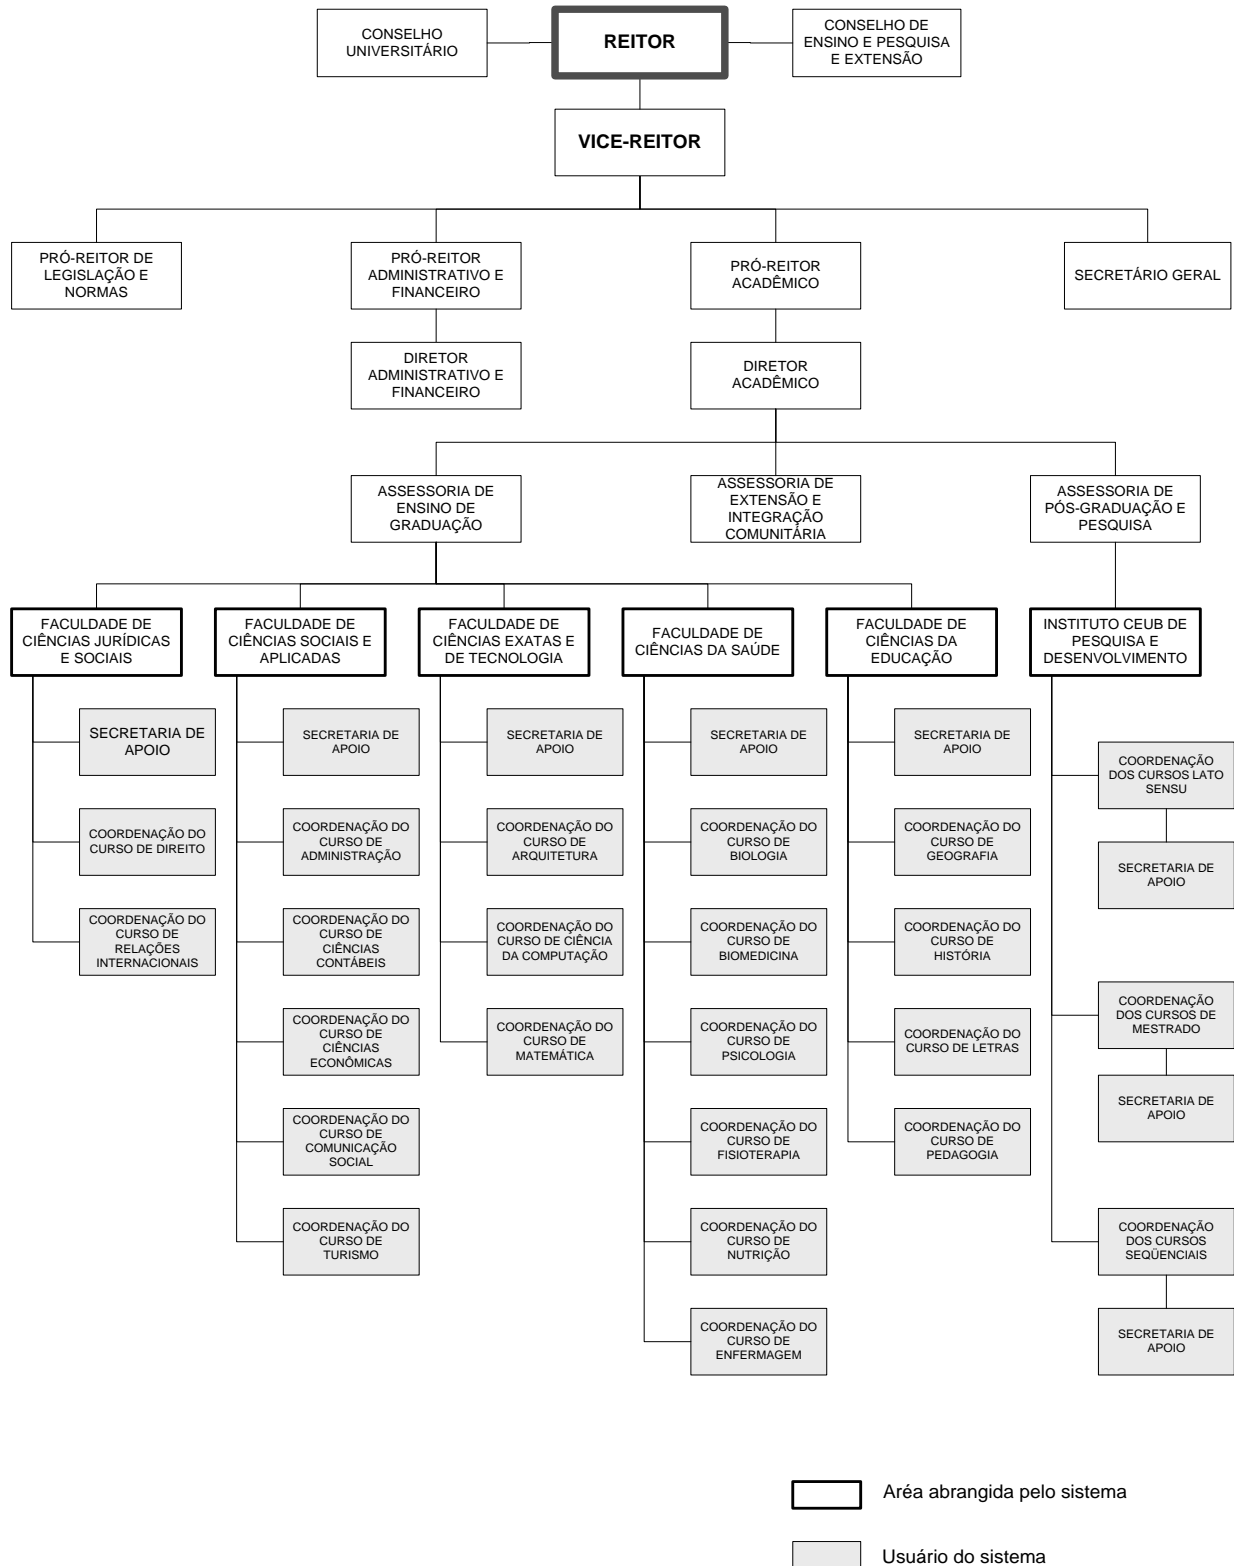 CONSELHO
UNIVERSITÁRIO
REITOR
CONSELHO DE
ENSINO E PESQUISA
E EXTENSÃO
VICE-REITOR
PRÓ-REITOR DE
LEGISLAÇÃO E
NORMAS
PRÓ-REITOR
ADMINISTRATIVO E
FINANCEIRO
PRÓ-REITOR
ACADÊMICO
SECRETÁRIO GERAL
DIRETOR
ADMINISTRATIVO E
FINANCEIRO
DIRETOR
ACADÊMICO
ASSESSORIA DE
ENSINO DE
GRADUAÇÃO
ASSESSORIA DE
EXTENSÃO E
INTEGRAÇÃO
COMUNITÁRIA
ASSESSORIA DE
PÓS-GRADUAÇÃO E
PESQUISA
FACULDADE DE
CIÊNCIAS JURÍDICAS
E SOCIAIS
FACULDADE DE
CIÊNCIAS SOCIAIS E
APLICADAS
FACULDADE DE
CIÊNCIAS EXATAS E
DE TECNOLOGIA
FACULDADE DE
CIÊNCIAS DA SAÚDE
FACULDADE DE
CIÊNCIAS DA
EDUCAÇÃO
INSTITUTO CEUB DE
PESQUISA E
DESENVOLVIMENTO
SECRETARIA DE
APOIO
COORDENAÇÃO DO
CURSO DE DIREITO
COORDENAÇÃO DO
CURSO DE
RELAÇÕES
INTERNACIONAIS
SECRETARIA DE
APOIO
COORDENAÇÃO DO
CURSO DE
ADMINISTRAÇÃO
COORDENAÇÃO DO
CURSO DE
CIÊNCIAS
CONTÁBEIS
COORDENAÇÃO DO
CURSO DE
CIÊNCIAS
ECONÔMICAS
COORDENAÇÃO DO
CURSO DE
COMUNICAÇÃO
SOCIAL
COORDENAÇÃO DO
CURSO DE
TURISMO
SECRETARIA DE
APOIO
COORDENAÇÃO DO
CURSO DE
ARQUITETURA
COORDENAÇÃO DO
CURSO DE CIÊNCIA
DA COMPUTAÇÃO
COORDENAÇÃO DO
CURSO DE
MATEMÁTICA
SECRETARIA DE
APOIO
COORDENAÇÃO DO
CURSO DE
BIOLOGIA
COORDENAÇÃO DO
CURSO DE
BIOMEDICINA
COORDENAÇÃO DO
CURSO DE
PSICOLOGIA
COORDENAÇÃO DO
CURSO DE
FISIOTERAPIA
COORDENAÇÃO DO
CURSO DE
NUTRIÇÃO
COORDENAÇÃO DO
CURSO DE
ENFERMAGEM
SECRETARIA DE
APOIO
COORDENAÇÃO DO
CURSO DE
GEOGRAFIA
COORDENAÇÃO DO
CURSO DE
HISTÓRIA
COORDENAÇÃO DO
CURSO DE LETRAS
COORDENAÇÃO DO
CURSO DE
PEDAGOGIA
COORDENAÇÃO
DOS CURSOS LATO
SENSU
SECRETARIA DE
APOIO
COORDENAÇÃO
DOS CURSOS DE
MESTRADO
SECRETARIA DE
APOIO
COORDENAÇÃO
DOS CURSOS
SEQÜENCIAIS
SECRETARIA DE
APOIO
Aréa abrangida pelo sistema
Usuário do sistema